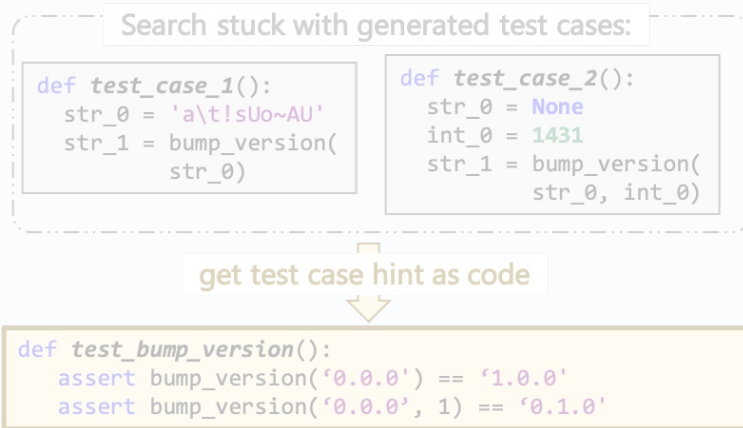 Search stuck with generated test cases:
def test_case_1():
str_0 = 'a\t!sUo~AU'
str_1 = bump_version(
str_0)
def test_case_2():
str_0 = None
int_0 = 1431
str_1 = bump_version(
str_0, int_0)
get test case hint as code
def test_bump_version():
assert bump_version(‘0.0.0') == ‘1.0.0'
assert bump_version(‘0.0.0’, 1) == ‘0.1.0'